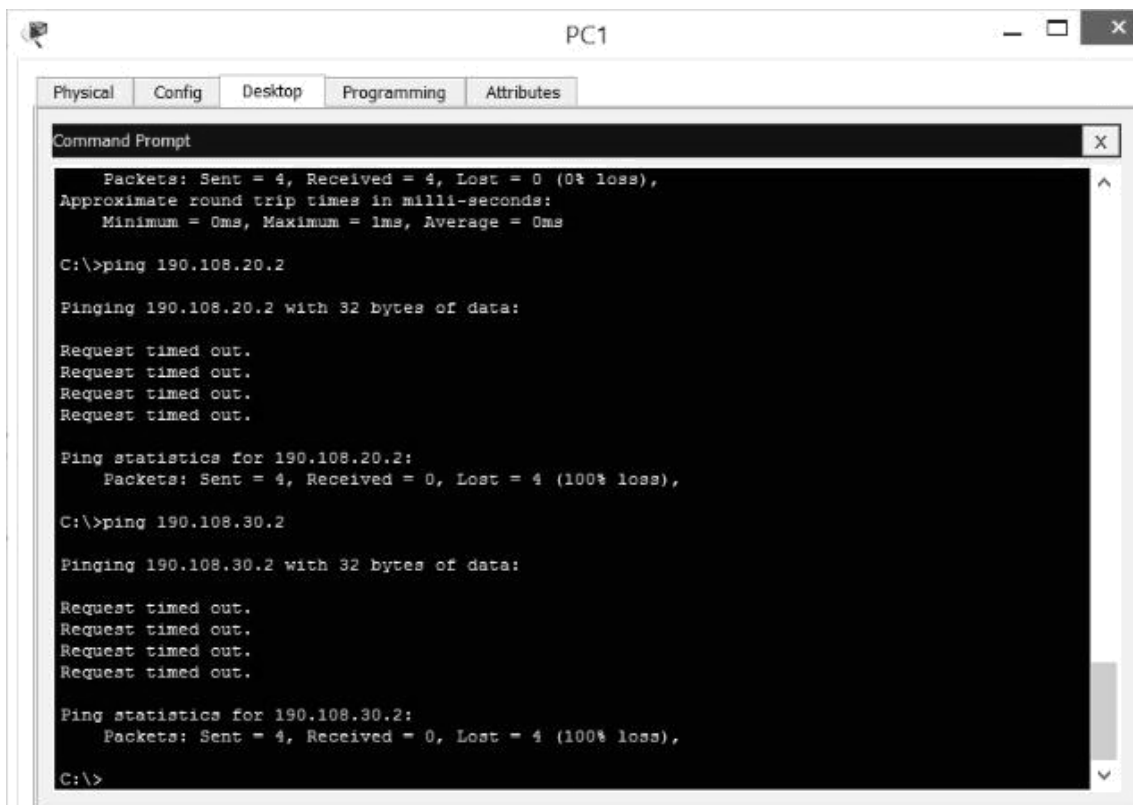 PC1
Physical Config Desktop Programming Attributes
Command Prompt
X
Packets: Sent = 4, Received = 4, Lost = 0 (0% loss),
Approximate round trip times in milli-seconds:
Minimum = 0ms, Maximum = 1ms, Average = 0ms
C:\>ping 190.108.20.2
Pinging 190.108.20.2 with 32 bytes of data:
Request timed out.
Request timed out.
Request timed out.
Request timed out.
Ping statistics for 190.108.20.2:
Packets: Sent = 4, Received = 0, Lost = 4 (100% loss),
C:\>ping 190.108.30.2
Pinging 190.108.30.2 with 32 bytes of data:
Request timed out.
Request timed out.
Request timed out.
Request timed out.
Ping statistics for 190.108.30.2:
Packets: Sent = 4, Received = 0, Lost = 4 (100% loss),
C:\>